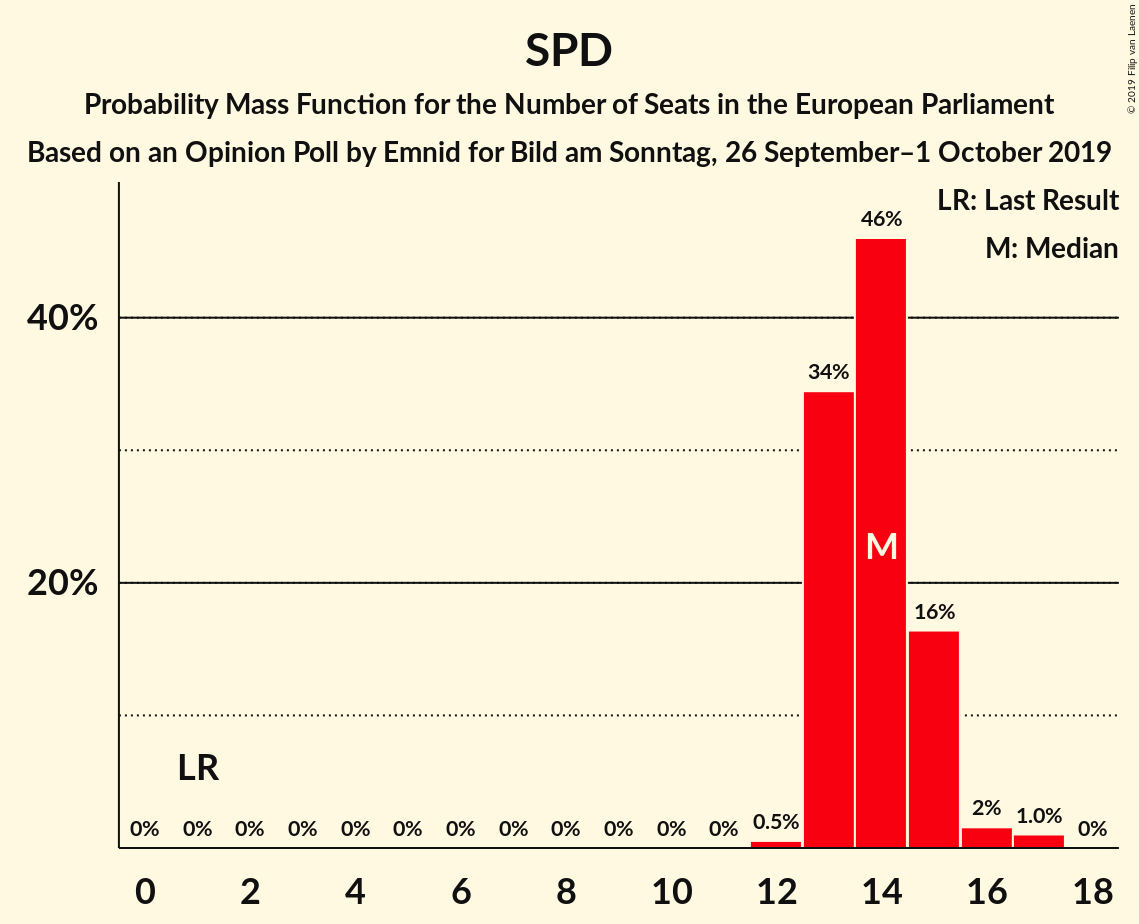 SPD
Probability Mass Function for the Number of Seats in the European Parliament
Based on an Opinion Poll by Emnid for Bild am Sonntag, 26 September–1 October 2019
© 2019 Filip van Laenen
LR: Last Result
M: Median
40%
20%
46%
34%
M
16%
LR
0% 0% 0% 0% 0% 0% 0% 0% 0% 0% 0% 0% 0.5% 2% 1.0% 0%
0 2 4 6 8 10 12 14 16 18